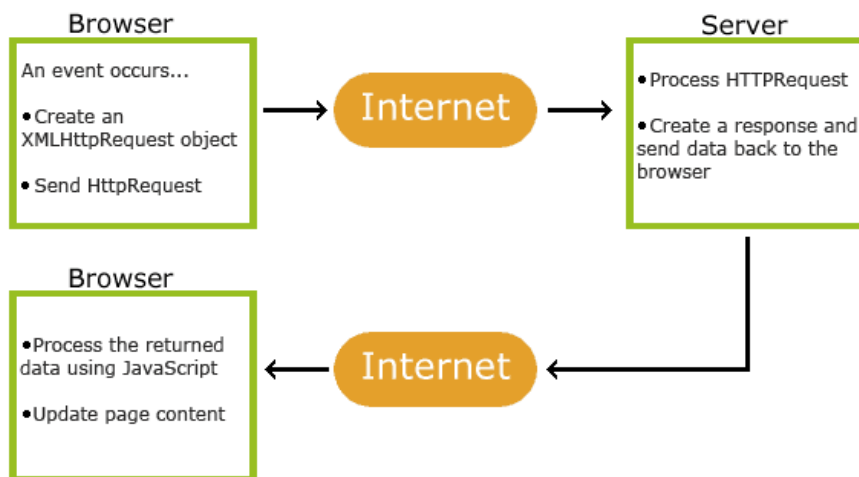 Browser
An event occurs...
•Create an
XMLHttpRequest object
•Send HttpRequest
Internet
Server
•Process HTTPRequest
•Create a response and
send data back to the
browser
Browser
•Process the returned
data using JavaScript
•Update page content
Internet